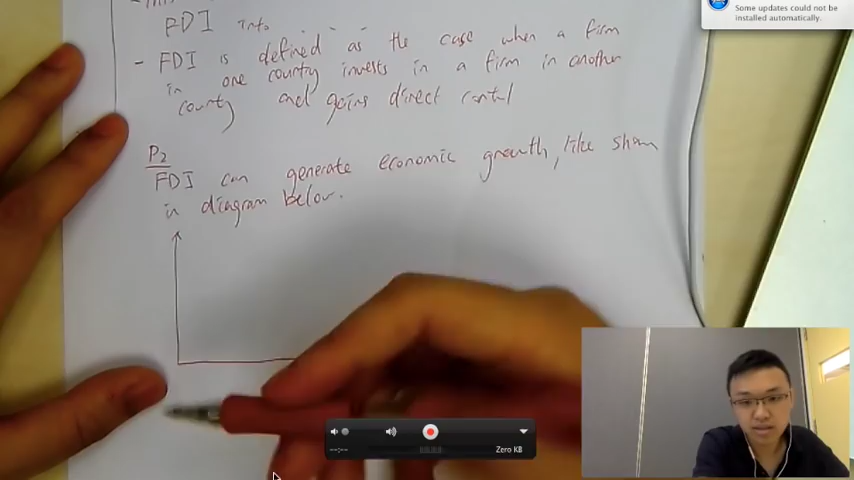 FDI into
- FDI is defined as the case when a firm
in one county invests in a firm in another
county and gains direct control
P2
FDI can generate economic growth, like shown
in diagram below.
Some updates could not be
installed automatically.
--:--
Zero KB